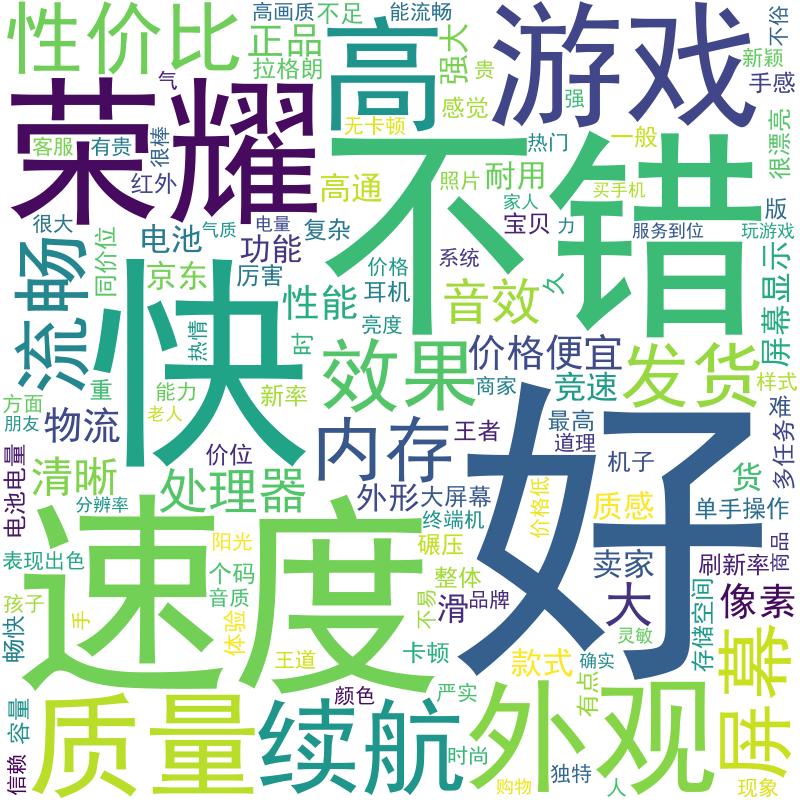 性价比
高画质
不足
能流畅
正品
拉格朗
强大
贵
游戏
不俗
新颖
手感
荣耀
高
气
客服
有贵
很棒
红外
无卡顿
感觉
强
热门
一般
很漂亮
不错
高通
照片
耐用
家人
买手机
宝贝
力
服务到位
版
玩游戏
很大
流畅
同价位
电池
气质
电量
功能
复杂
京东
厉害
价格
系统
久
屏幕显示
快
性能
耳机
音效
热情
时
亮度
效果
价格便宜
发货
商家
竞速
样式
方面
重
能力
新率
朋友
老人
物流
价位
内存
王者
最高
道理
难
多任务
好
电池电量
清晰
处理器
分辨率
外形
大屏幕
终端机
价格低
机子
质感
货
单手操作
速度
表现出色
阳光
碾压
卖家
刷新率
商品
个码
音质
整体
孩子
手
体验
不易
滑
品牌
大
存储空间
像素
灵敏
畅快
王道
卡顿
款式
确实
屏幕
颜色
严实
有点
质量
续航
外观
容量
信赖
时尚
购物
独特
人
现象